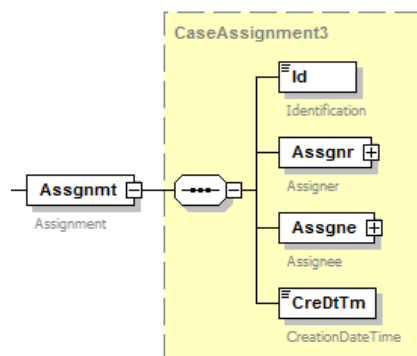 CaseAssignment3
Id
Identification
Assgnr
Assigner
Assgnmt
Assignment
Assgne
Assignee
CreDtTm
CreationDateTime